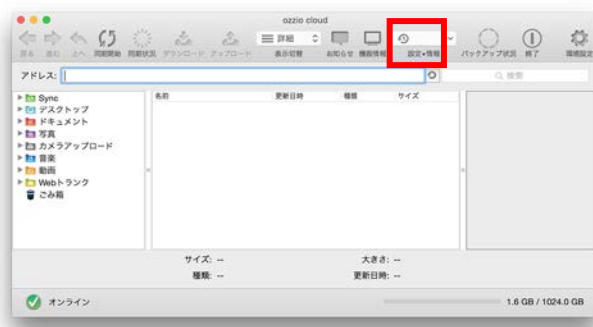 ozzio cloud
戻る 進む 上へ 同期開始 同期状況 ダウンロード アップロード 詳細 表示切替 お知らせ 機器情報 設定・情報 バックアップ状況 終了 環境設定
アドレス: 検索
名前 更新日時 種類 サイズ
Sync
デスクトップ
ドキュメント
写真
カメラアップロード
音楽
動画
Webトランク
ごみ箱
サイズ: -- 大きさ: --
種類: -- 更新日時: --
オンライン 1.6 GB / 1024.0 GB